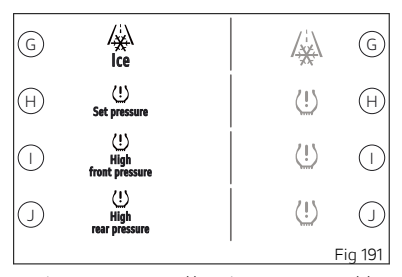 G Ice G
H Set pressure H
I High
front pressure I
J High
rear pressure J
Fig 191